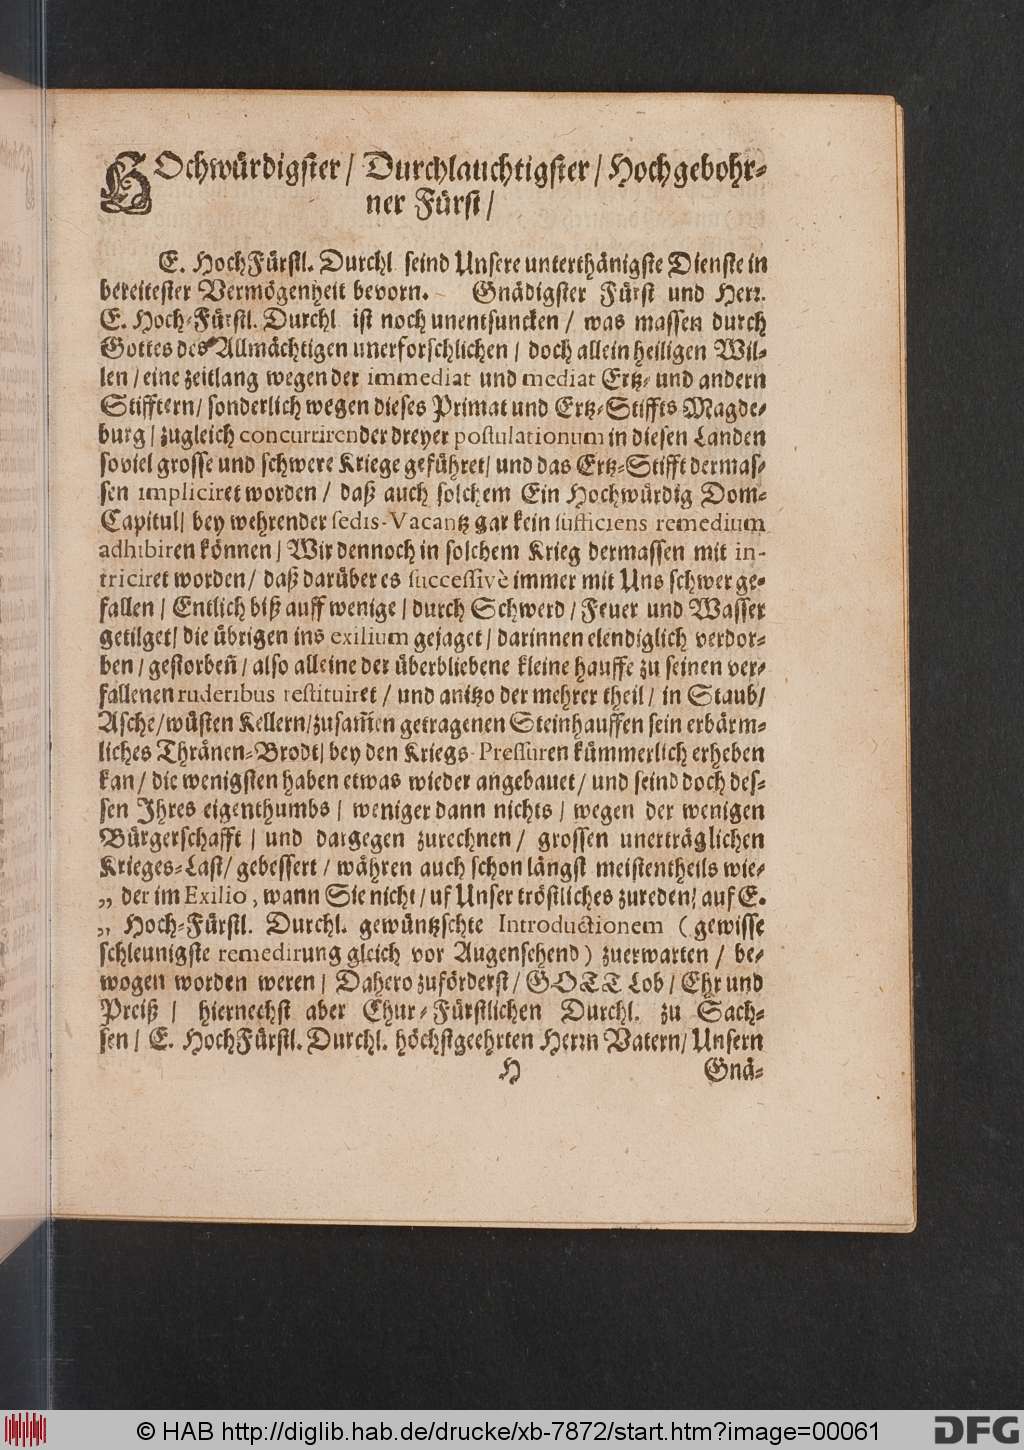 HOchwürdigster / Durchlauchtigster / Hochgebohr-
ner Fürst /
E. HochFürstl. Durchl seind Unsere unterthänigste Dienste in
bereitester Vermögenheit bevorn. Gnädigster Fürst und Herr.
E. Hoch-Fürstl. Durchl ist noch unentsuncken / was massen durch
Gottes des Allmächtigen unerforschlichen / doch allein heiligen Wil-
len / eine zeitlang wegen der immediat und mediat Ertz- und andern
Stifftern / sonderlich wegen dieses Primat und Ertz-Stiffts Magde-
burg / zugleich concurrirender dreyer postulationum in diesen Landen
soviel grosse und schwere Kriege geführet / und das Ertz-Stifft dermas-
sen impliciret worden / daß auch solchem Ein Hochwürdig Dom-
Capitul / bey wehrender sedis-Vacantz gar kein sufficiens remedium
adhibiren können / Wir dennoch in solchem Krieg dermassen mit in-
triciret worden / daß darüber es successivè immer mit Uns schwer ge-
fallen / Entlich biß auff wenige / durch Schwerd / Feuer und Wasser
getilget / die übrigen ins exilium gejaget / darinnen elendiglich verdor-
ben / gestorben̄ / also alleine der überbliebene kleine hauffe zu seinen ver-
fallenen ruderibus restituiret / und anitzo der mehrer theil / in Staub /
Asche / wüsten Kellern / zusam̄en getragenen Steinhauffen sein erbärm-
liches Thränen-Brodt / bey den Kriegs-Pressuren kümmerlich erheben
kan / die wenigsten haben etwas wieder angebauet / und seind doch des-
sen Ihres eigenthumbs / weniger dann nichts / wegen der wenigen
Bürgerschafft / und dargegen zurechnen / grossen unerträglichen
Krieges-Last / gebessert / währen auch schon längst meistentheils wie-
„ der im Exilio, wann Sie nicht / uf Unser tröstliches zureden / auf E.
„ Hoch-Fürstl. Durchl. gewüntzschte Introductionem ( gewisse
schleunigste remedirung gleich vor Augen sehend ) zuerwarten / be-
wogen worden weren / Dahero zuförderst / GOTT Lob / Ehr und
Preiß / hiernechst aber Chur-Fürstlichen Durchl. zu Sach-
sen / E. HochFürstl. Durchl. höchstgeehrten Herrn Vatern / Unsern
H Gnä-
© HAB http://diglib.hab.de/drucke/xb-7872/start.htm?image=00061
DFG